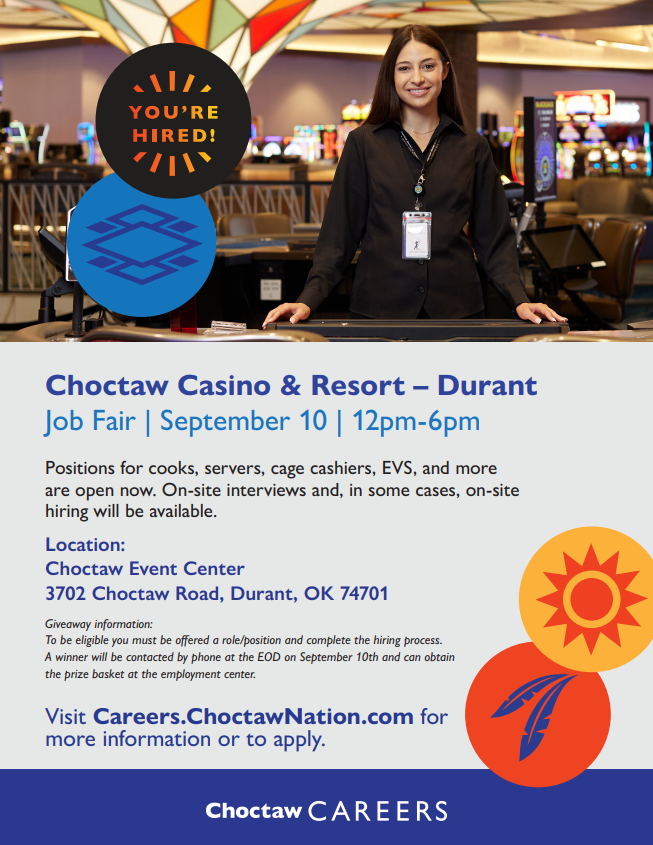 YOU'RE
HIRED!
Choctaw Casino & Resort – Durant
Job Fair | September 10 | 12pm-6pm
Positions for cooks, servers, cage cashiers, EVS, and more
are open now. On-site interviews and, in some cases, on-site
hiring will be available.
Location:
Choctaw Event Center
3702 Choctaw Road, Durant, OK 74701
Giveaway information:
To be eligible you must be offered a role/position and complete the hiring process.
A winner will be contacted by phone at the EOD on September 10th and can obtain
the prize basket at the employment center.
Visit Careers.ChoctawNation.com for
more information or to apply.
Choctaw CAREERS